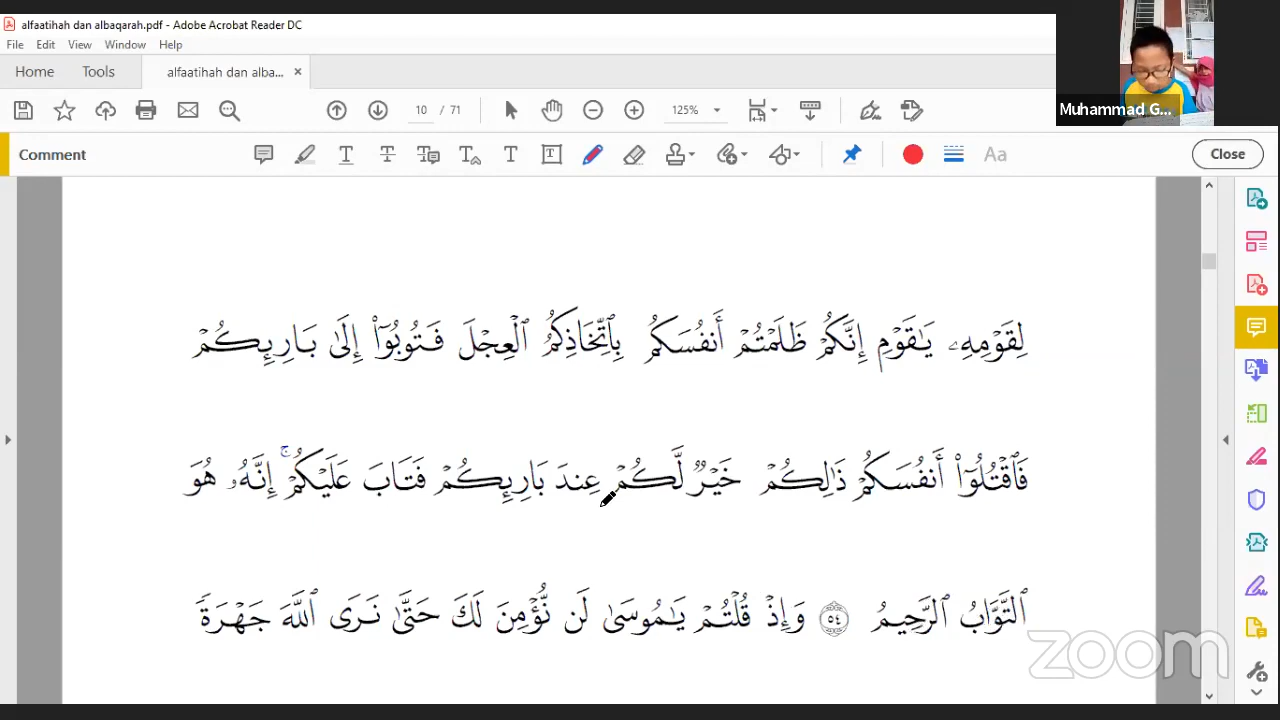 alfaatihah dan albaqarah.pdf - Adobe Acrobat Reader DC
File Edit View Window Help
Home Tools alfaatihah dan alba... ×
10 / 71 125%
Muhammad G...
Comment Aa Close
لِقَوْمِهِۦ يَـٰقَوْمِ إِنَّكُمْ ظَلَمْتُمْ أَنفُسَكُم بِٱتِّخَاذِكُمُ ٱلْعِجْلَ فَتُوبُوٓا۟ إِلَىٰ بَارِئِكُمْ
فَٱقْتُلُوٓا۟ أَنفُسَكُمْ ذَٰلِكُمْ خَيْرٌ لَّكُمْ عِندَ بَارِئِكُمْ فَتَابَ عَلَيْكُمْ ۚ إِنَّهُۥ هُوَ
ٱلتَّوَّابُ ٱلرَّحِيمُ ٥٤ وَإِذْ قُلْتُمْ يَـٰمُوسَىٰ لَن نُّؤْمِنَ لَكَ حَتَّىٰ نَرَى ٱللَّهَ جَهْرَةً
zoom